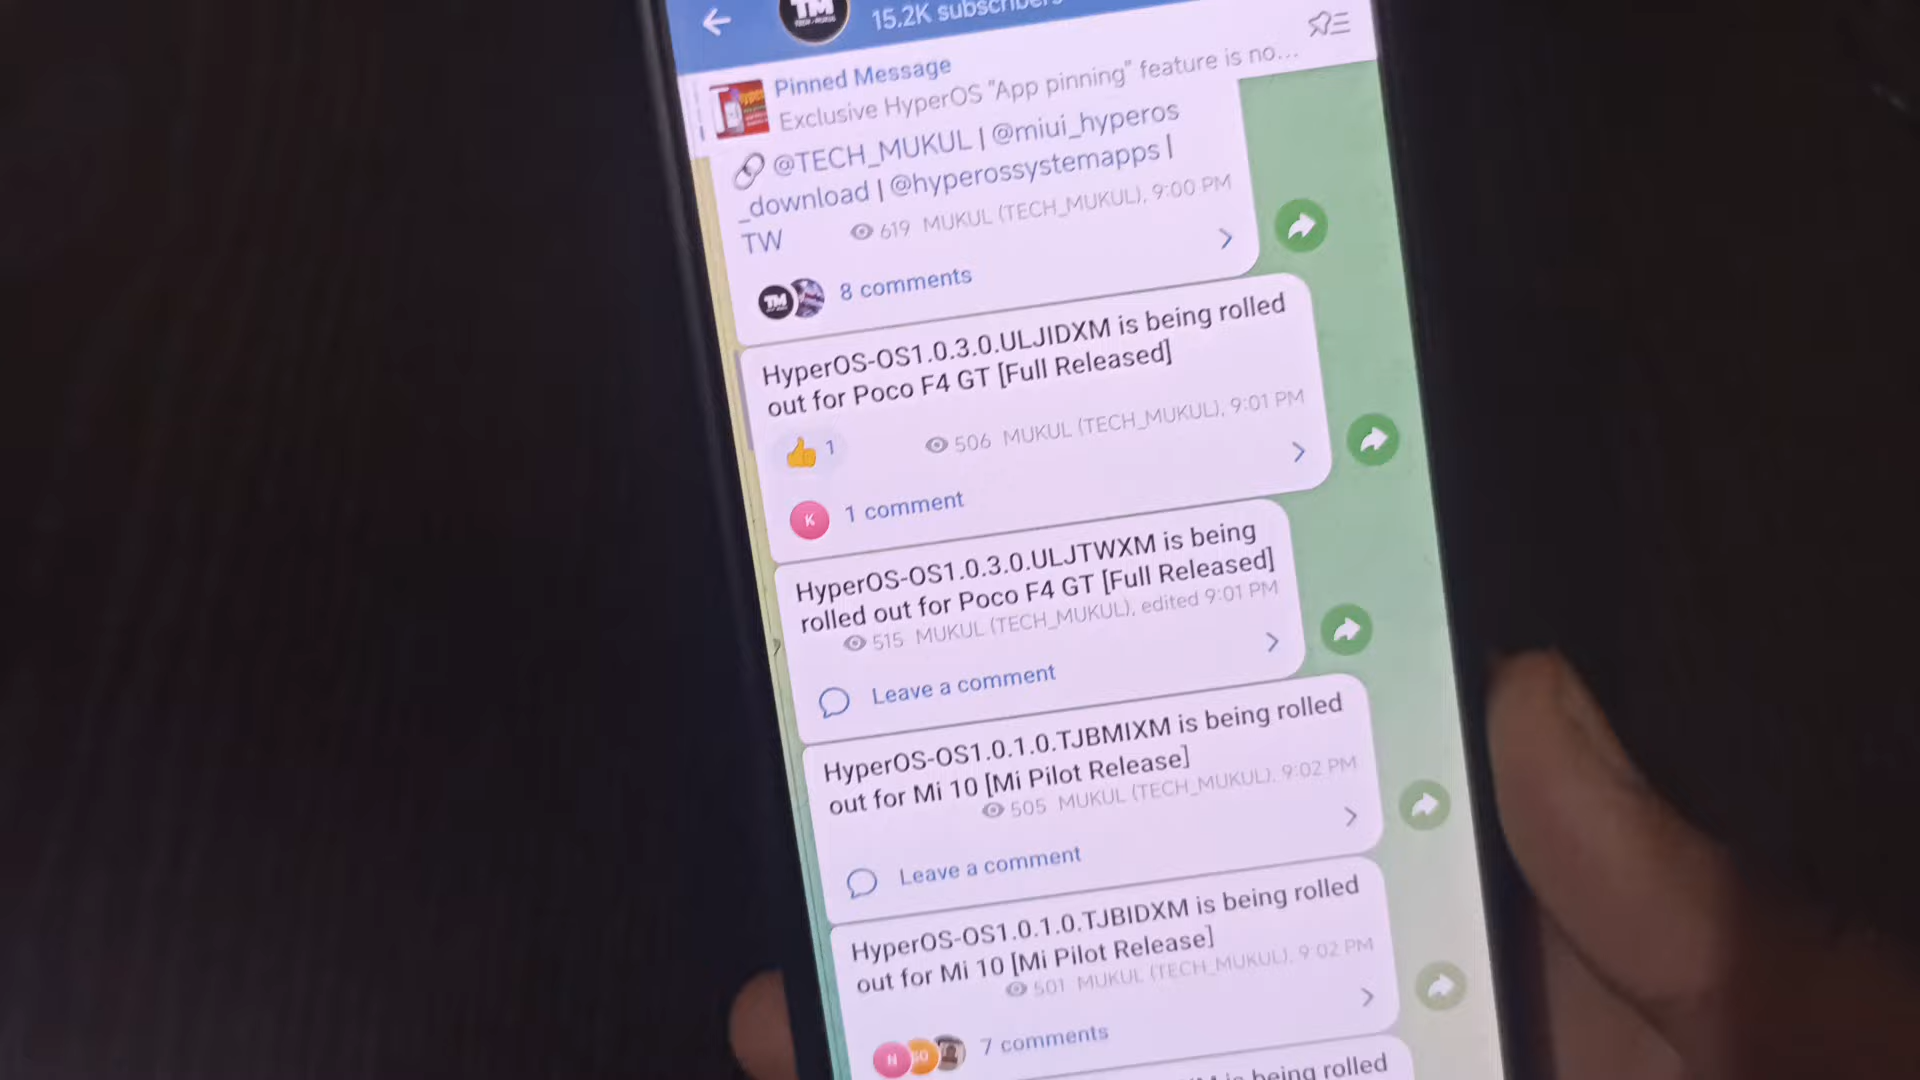 TM
TECH-MUKUL
15.2K subscribers
Pinned Message
Exclusive HyperOS "App pinning" feature is no...
@TECH_MUKUL | @miui_hyperos
_download | @hyperossystemapps |
TW
619 MUKUL (TECH_MUKUL), 9:00 PM
TM
8 comments
HyperOS-OS1.0.3.0.ULJIDXM is being rolled
out for Poco F4 GT [Full Released]
1
506 MUKUL (TECH_MUKUL), 9:01 PM
K
1 comment
HyperOS-OS1.0.3.0.ULJTWXM is being
rolled out for Poco F4 GT [Full Released]
515 MUKUL (TECH_MUKUL), edited 9:01 PM
Leave a comment
HyperOS-OS1.0.1.0.TJBMIXM is being rolled
out for Mi 10 [Mi Pilot Release]
505 MUKUL (TECH_MUKUL), 9:02 PM
Leave a comment
HyperOS-OS1.0.1.0.TJBIDXM is being rolled
out for Mi 10 [Mi Pilot Release]
501 MUKUL (TECH_MUKUL), 9:02 PM
N
7 comments
is being rolled